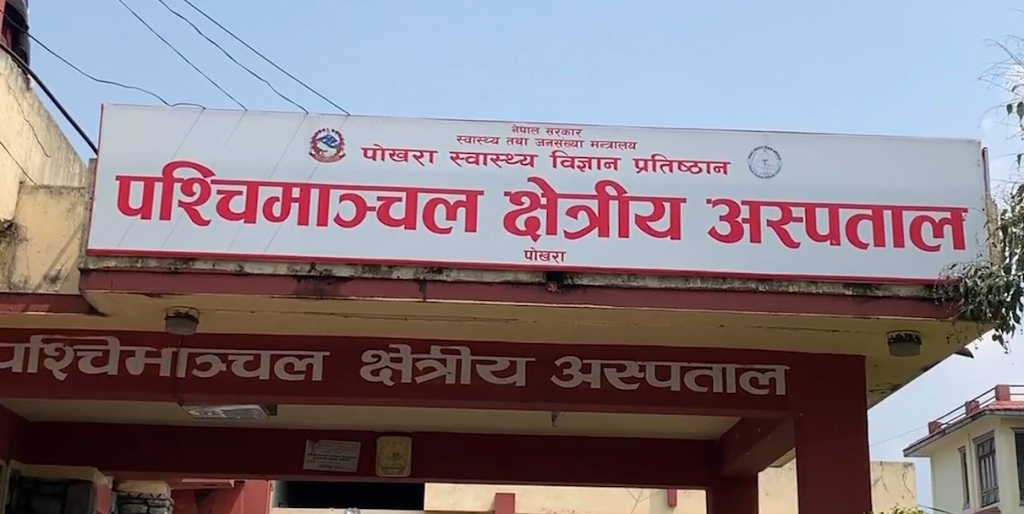 नेपाल सरकार
स्वास्थ्य तथा जनसंख्या मन्त्रालय
पोखरा स्वास्थ्य विज्ञान प्रतिष्ठान
पश्चिमाञ्चल क्षेत्रीय अस्पताल
पोखरा
पश्चिमाञ्चल क्षेत्रीय अस्पताल